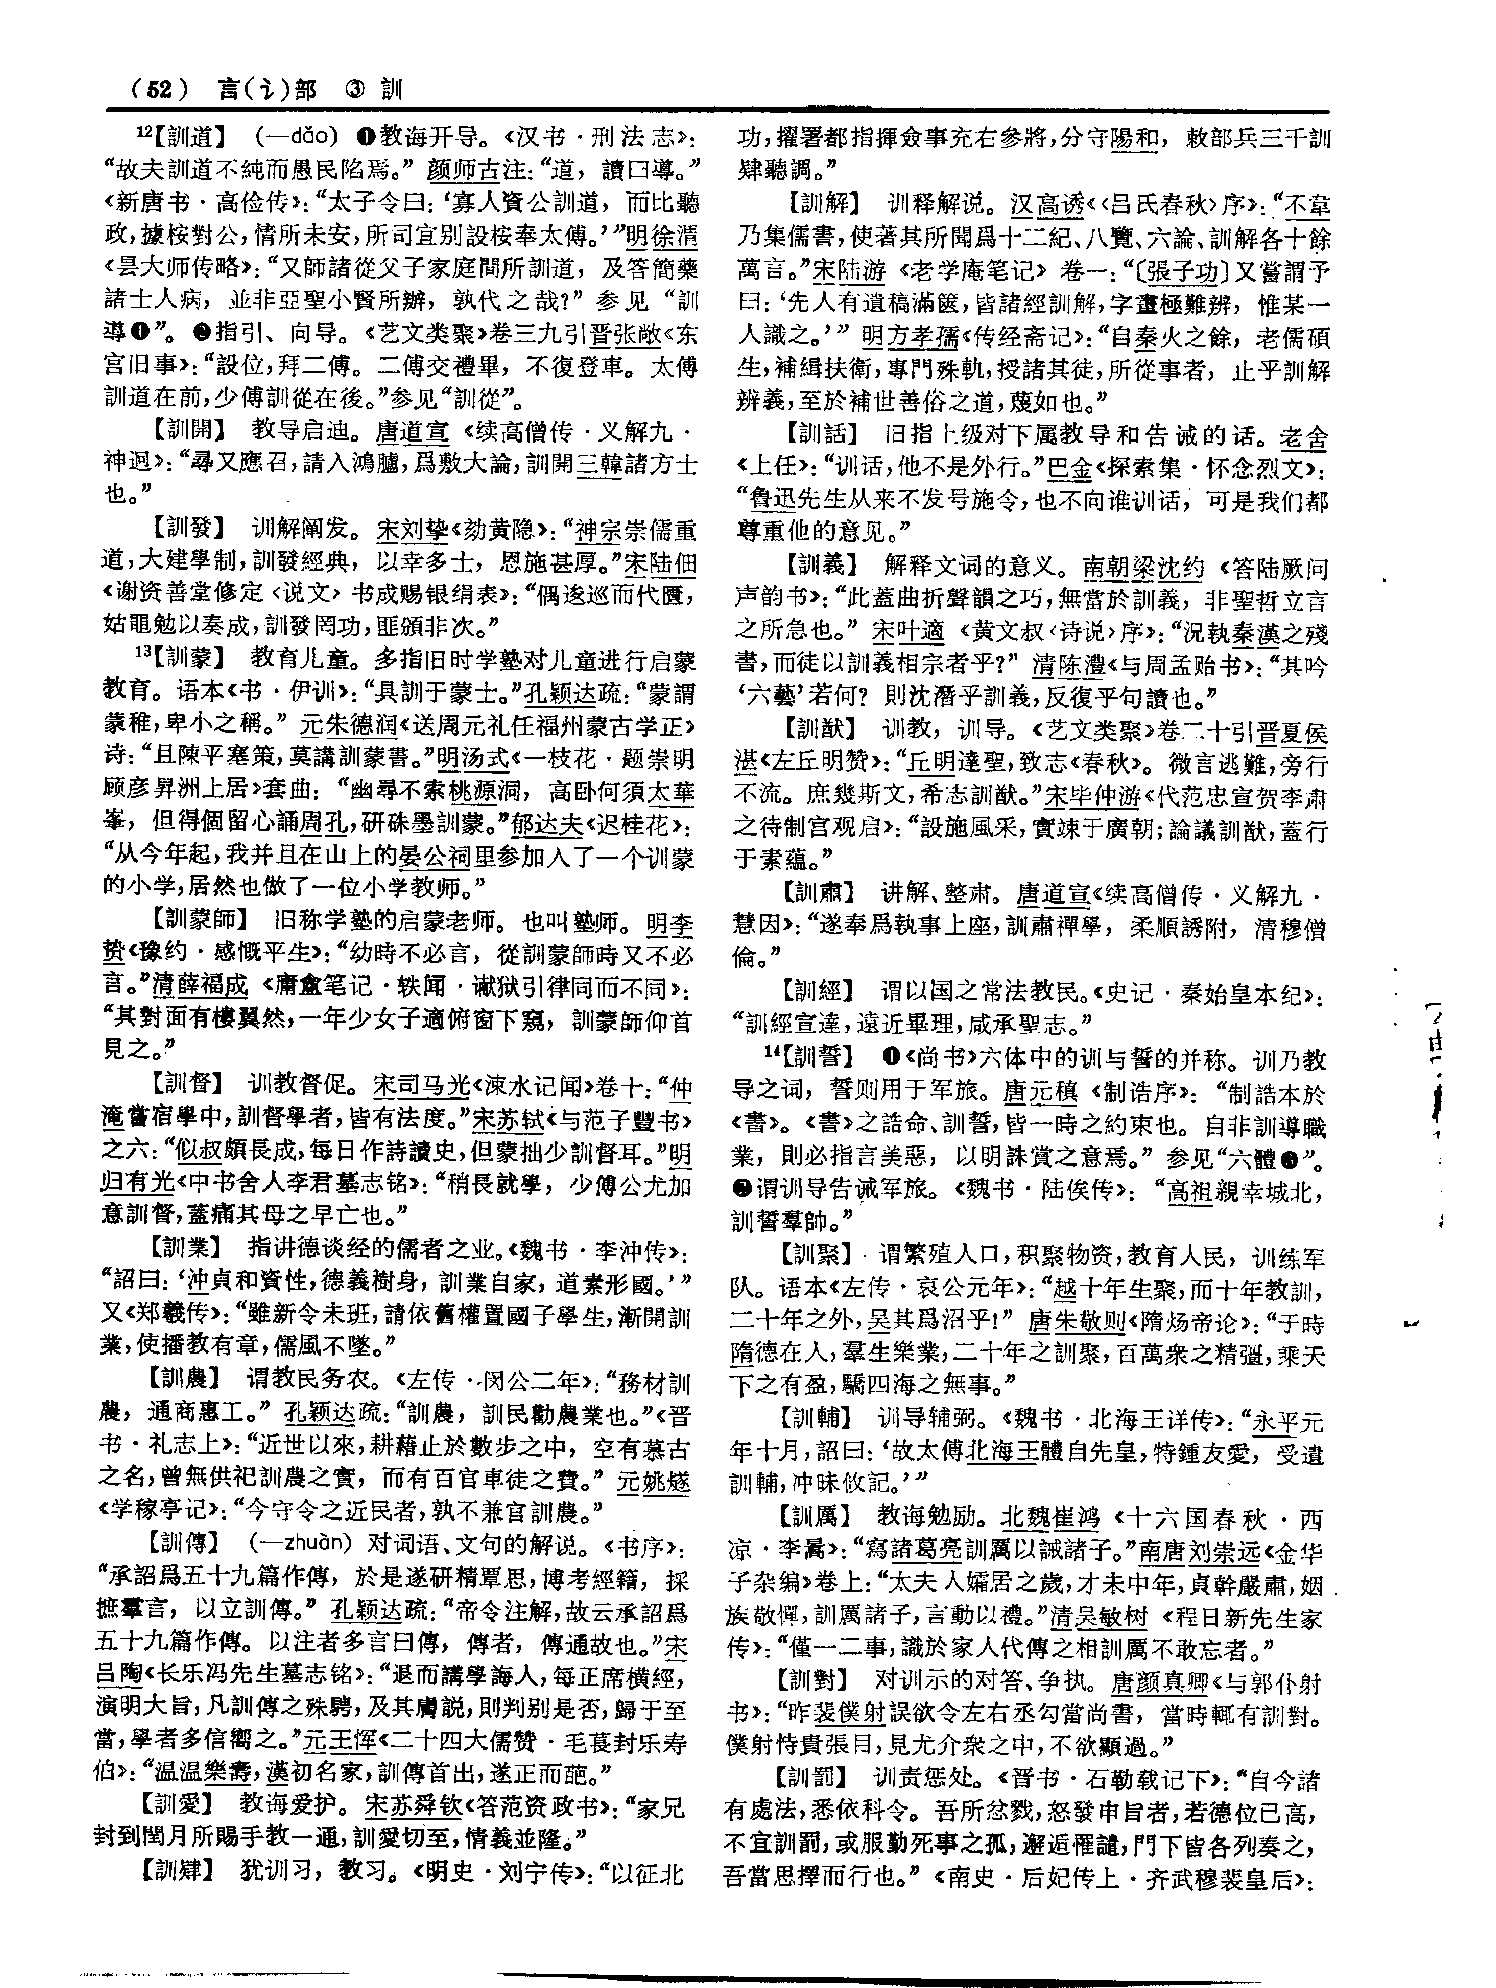 （52） 言(讠)部 ③ 訓
12【訓道】 （—dǎo）❶教诲开导。《汉书·刑法志》：
“故夫訓道不純而愚民陷焉。”颜师古注：“道，讀曰導。”
《新唐书·高俭传》：“太子令曰：‘寡人資公訓道，而比聽
政，據桉對公，情所未安，所司宜别設桉奉太傅。’”明徐渭
《昙大师传略》：“又師諸從父子家庭間所訓道，及答簡藥
諸士人病，並非亞聖小賢所辦，孰代之哉？”参见“訓
導❶”。❷指引、向导。《艺文类聚》卷三九引晋张敞《东
宫旧事》：“設位，拜二傅。二傅交禮畢，不復登車。太傅
訓道在前，少傅訓從在後。”参见“訓從”。
【訓開】 教导启迪。唐道宣《续高僧传·义解九·
神迥》：“尋又應召，請入鴻臚，爲敷大論，訓開三韓諸方士
也。”
【訓發】 训解阐发。宋刘挚《劾黄隐》：“神宗崇儒重
道，大建學制，訓發經典，以幸多士，恩施甚厚。”宋陆佃
《谢资善堂修定〈说文〉书成赐银绢表》：“偶逡巡而代匱，
姑黽勉以奏成，訓發罔功，匪頒非次。”
13【訓蒙】 教育儿童。多指旧时学塾对儿童进行启蒙
教育。语本《书·伊训》：“具訓于蒙士。”孔颖达疏：“蒙謂
蒙稚，卑小之稱。”元朱德润《送周元礼任福州蒙古学正》
诗：“且陳平塞策，莫講訓蒙書。”明汤式《一枝花·题崇明
顾彦昇洲上居》套曲：“幽尋不索桃源洞，高卧何須太華
峯，但得個留心誦周孔，研硃墨訓蒙。”郁达夫《迟桂花》：
“从今年起，我并且在山上的晏公祠里参加入了一个训蒙
的小学，居然也做了一位小学教师。”
【訓蒙師】 旧称学塾的启蒙老师。也叫塾师。明李
贽《豫约·感慨平生》：“幼時不必言，從訓蒙師時又不必
言。”清薛福成《庸盦笔记·轶闻·谳狱引律同而不同》：
“其對面有樓翼然，一年少女子適俯窗下窺，訓蒙師仰首
見之。”
【訓督】 训教督促。宋司马光《涑水记闻》卷十：“仲
淹嘗宿學中，訓督學者，皆有法度。”宋苏轼《与范子豐书》
之六：“似叔頗長成，每日作詩讀史，但蒙拙少訓督耳。”明
归有光《中书舍人李君墓志铭》：“稍長就學，少傅公尤加
意訓督，蓋痛其母之早亡也。”
【訓業】 指讲德谈经的儒者之业。《魏书·李冲传》：
“詔曰：‘沖貞和資性，德義樹身，訓業自家，道素形國。’”
又《郑羲传》：“雖新令未班，請依舊權置國子學生，漸開訓
業，使播教有章，儒風不墜。”
【訓農】 谓教民务农。《左传·闵公二年》：“務材訓
農，通商惠工。”孔颖达疏：“訓農，訓民勸農業也。”《晋
书·礼志上》：“近世以來，耕藉止於數步之中，空有慕古
之名，曾無供祀訓農之實，而有百官車徒之費。”元姚燧
《学稼亭记》：“今守令之近民者，孰不兼官訓農。”
【訓傳】 （—zhuàn）对词语、文句的解说。《书序》：
“承詔爲五十九篇作傳，於是遂研精覃思，博考經籍，採
摭羣言，以立訓傳。”孔颖达疏：“帝令注解，故云承詔爲
五十九篇作傳。以注者多言曰傳，傳者，傳通故也。”宋
吕陶《长乐冯先生墓志铭》：“退而講學誨人，每正席横經，
演明大旨，凡訓傳之殊騁，及其膚説，則判别是否，歸于至
當，學者多信嚮之。”元王恽《二十四大儒赞·毛苌封乐寿
伯》：“温温樂壽，漢初名家，訓傳首出，遂正而葩。”
【訓愛】 教诲爱护。宋苏舜钦《答范资政书》：“家兄
封到閏月所賜手教一通，訓愛切至，情義並隆。”
【訓肄】 犹训习，教习。《明史·刘宁传》：“以征北
功，擢署都指揮僉事充右參將，分守陽和，敕部兵三千訓
肄聽調。”
【訓解】 训释解说。汉高诱《〈吕氏春秋〉序》：“不韋
乃集儒書，使著其所聞爲十二紀、八覽、六論、訓解各十餘
萬言。”宋陆游《老学庵笔记》卷一：“〔張子功〕又嘗謂予
曰：‘先人有遺稿滿篋，皆諸經訓解，字畫極難辨，惟某一
人識之。’”明方孝孺《传经斋记》：“自秦火之餘，老儒碩
生，補緝扶衛，專門殊軌，授諸其徒，所從事者，止乎訓解
辨義，至於補世善俗之道，蔑如也。”
【訓話】 旧指上级对下属教导和告诫的话。老舍
《上任》：“训话，他不是外行。”巴金《探索集·怀念烈文》：
“鲁迅先生从来不发号施令，也不向谁训话，可是我们都
尊重他的意见。”
【訓義】 解释文词的意义。南朝梁沈约《答陆厥问
声韵书》：“此蓋曲折聲韻之巧，無當於訓義，非聖哲立言
之所急也。”宋叶適《黄文叔〈诗说〉序》：“況執秦漢之殘
書，而徒以訓義相宗者乎？”清陈澧《与周孟贻书》：“其吟
‘六藝’若何？則沈潛乎訓義，反復乎句讀也。”
【訓猷】 训教，训导。《艺文类聚》卷二十引晋夏侯
湛《左丘明赞》：“丘明達聖，致志《春秋》。微言逃難，旁行
不流。庶幾斯文，希志訓猷。”宋毕仲游《代范忠宣贺李肃
之待制宫观启》：“設施風采，實竦于廣朝；論議訓猷，蓋行
于素蘊。”
【訓肅】 讲解、整肃。唐道宣《续高僧传·义解九·
慧因》：“遂奉爲執事上座，訓肅禪學，柔順誘附，清穆僧
倫。”
【訓經】 谓以国之常法教民。《史记·秦始皇本纪》：
“訓經宣達，遠近畢理，咸承聖志。”
14【訓誓】 ❶《尚书》六体中的训与誓的并称。训乃教
导之词，誓则用于军旅。唐元稹《制诰序》：“制誥本於
《書》。《書》之誥命、訓誓，皆一時之約束也。自非訓導職
業，則必指言美惡，以明誅賞之意焉。”参见“六體❸”。
❷谓训导告诫军旅。《魏书·陆俟传》：“高祖親幸城北，
訓誓羣帥。”
【訓聚】 谓繁殖人口，积聚物资，教育人民，训练军
队。语本《左传·哀公元年》：“越十年生聚，而十年教訓，
二十年之外，吴其爲沼乎！”唐朱敬则《隋炀帝论》：“于時
隋德在人，羣生樂業，二十年之訓聚，百萬衆之精彊，乘天
下之有盈，驕四海之無事。”
【訓輔】 训导辅弼。《魏书·北海王详传》：“永平元
年十月，詔曰：‘故太傅北海王體自先皇，特鍾友愛，受遺
訓輔，沖昧攸記。’”
【訓厲】 教诲勉励。北魏崔鸿《十六国春秋·西
凉·李暠》：“寫諸葛亮訓厲以誡諸子。”南唐刘崇远《金华
子杂编》卷上：“太夫人孀居之歲，才未中年，貞幹嚴肅，姻
族敬憚，訓厲諸子，言動以禮。”清吴敏树《程日新先生家
传》：“僅一二事，識於家人代傳之相訓厲不敢忘者。”
【訓對】 对训示的对答、争执。唐颜真卿《与郭仆射
书》：“昨裴僕射誤欲令左右丞勾當尚書，當時輒有訓對。
僕射恃貴張目，見尤介衆之中，不欲顯過。”
【訓罰】 训责惩处。《晋书·石勒载记下》：“自今諸
有處法，悉依科令。吾所忿戮，怒發中旨者，若德位已高，
不宜訓罰，或服勤死事之孤，邂逅罹譴，門下皆各列奏之，
吾當思擇而行也。”《南史·后妃传上·齐武穆裴皇后》：